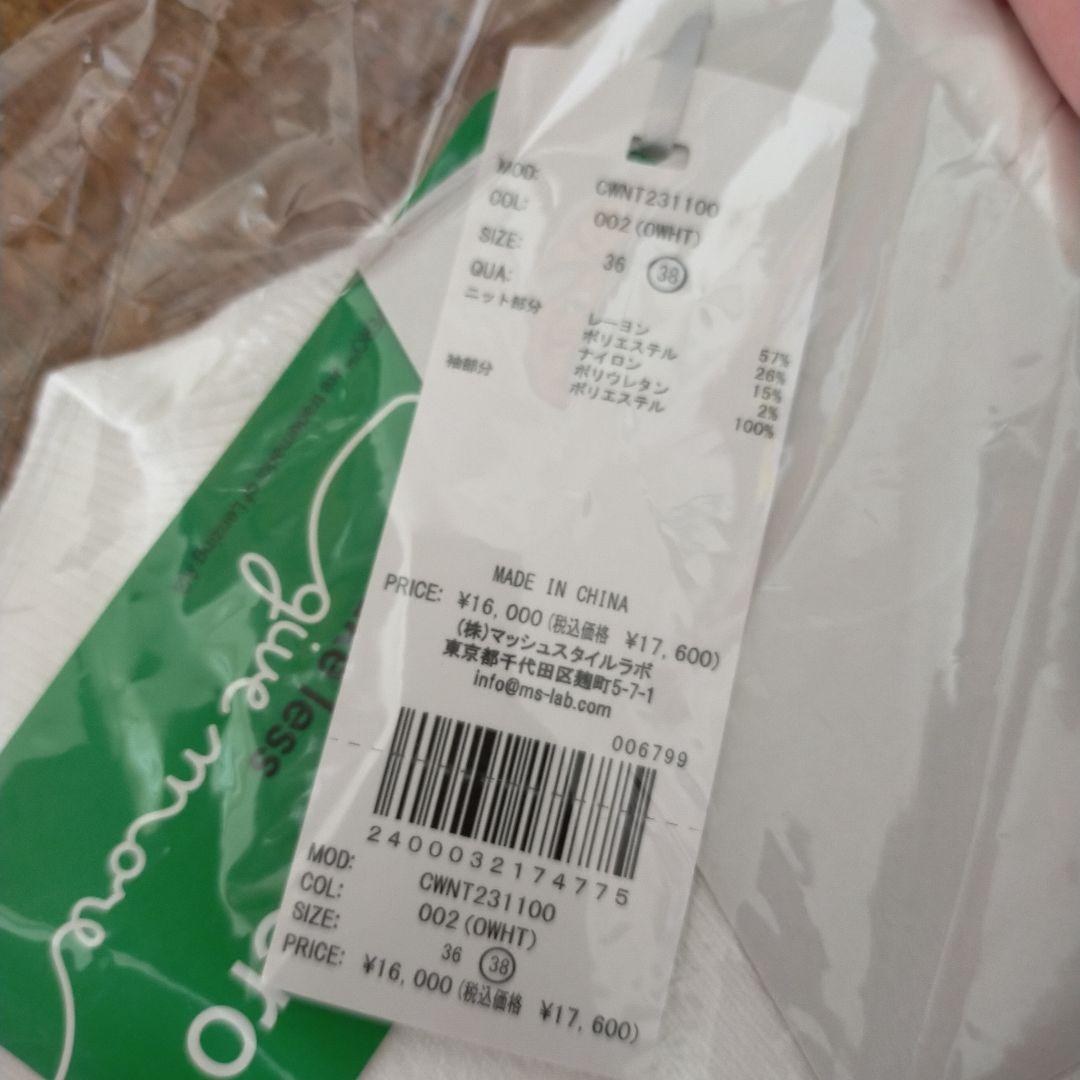 MOD: CWNT231100
COL: 002(OWHT)
SIZE: 36 38
QUA:
ニット部分 レーヨン 57%
ポリエステル 26%
ナイロン 15%
ポリウレタン 2%
袖部分 ポリエステル 100%
MADE IN CHINA
PRICE: ¥16,000(税込価格 ¥17,600)
(株)マッシュスタイルラボ
東京都千代田区麹町5-7-1
info@ms-lab.com
006799
2400032174775
MOD: CWNT231100
COL: 002(OWHT)
SIZE: 36 38
PRICE: ¥16,000(税込価格 ¥17,600)
less
give more